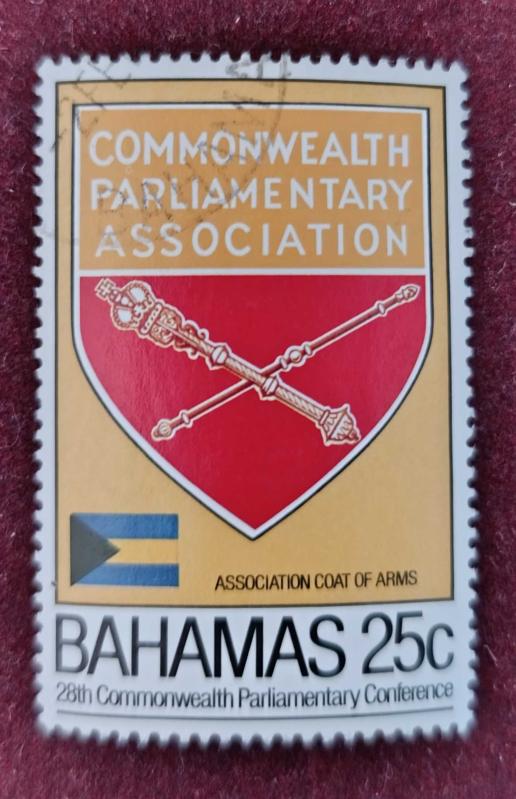 COMMONWEALTH
PARLIAMENTARY
ASSOCIATION
ASSOCIATION COAT OF ARMS
BAHAMAS 25c
28th Commonwealth Parliamentary Conference